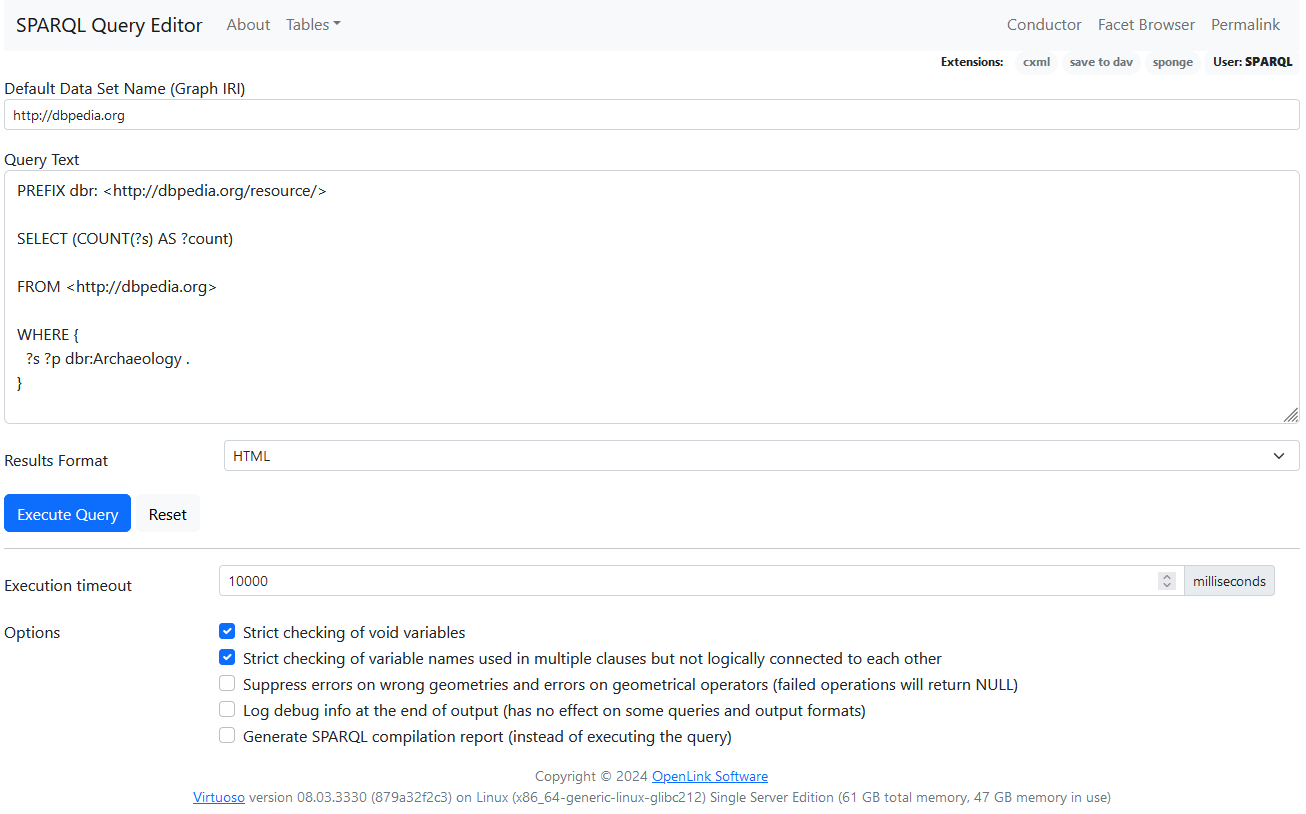 SPARQL Query Editor About Tables Conductor Facet Browser Permalink
Extensions: cxml save to dav sponge User: SPARQL
Default Data Set Name (Graph IRI)
http://dbpedia.org
Query Text
PREFIX dbr: <http://dbpedia.org/resource/>
SELECT (COUNT(?s) AS ?count)
FROM <http://dbpedia.org>
WHERE {
?s ?p dbr:Archaeology .
}
Results Format HTML
Execute Query Reset
Execution timeout 10000 milliseconds
Options Strict checking of void variables
Strict checking of variable names used in multiple clauses but not logically connected to each other
Suppress errors on wrong geometries and errors on geometrical operators (failed operations will return NULL)
Log debug info at the end of output (has no effect on some queries and output formats)
Generate SPARQL compilation report (instead of executing the query)
Copyright © 2024 OpenLink Software
Virtuoso version 08.03.3330 (879a32f2c3) on Linux (x86_64-generic-linux-glibc212) Single Server Edition (61 GB total memory, 47 GB memory in use)